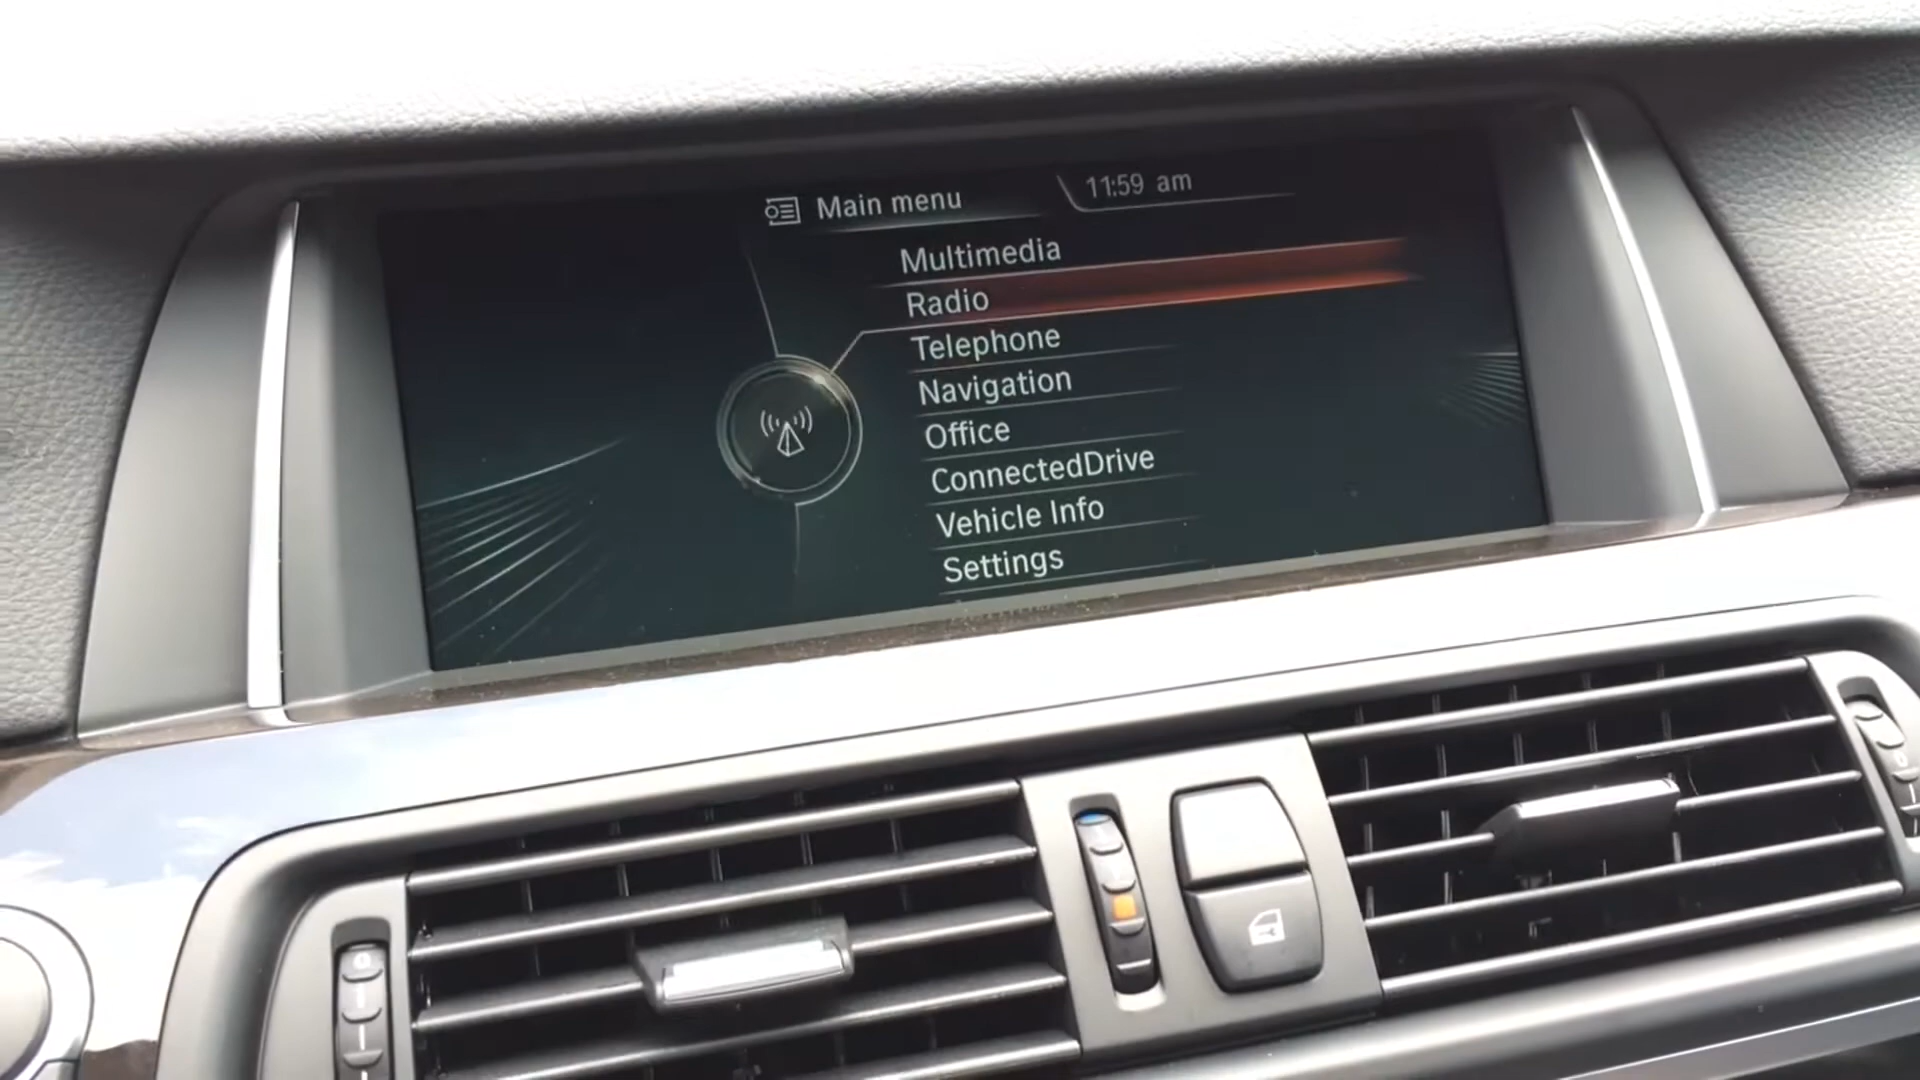 Main menu
11:59 am
Multimedia
Radio
Telephone
Navigation
Office
ConnectedDrive
Vehicle Info
Settings